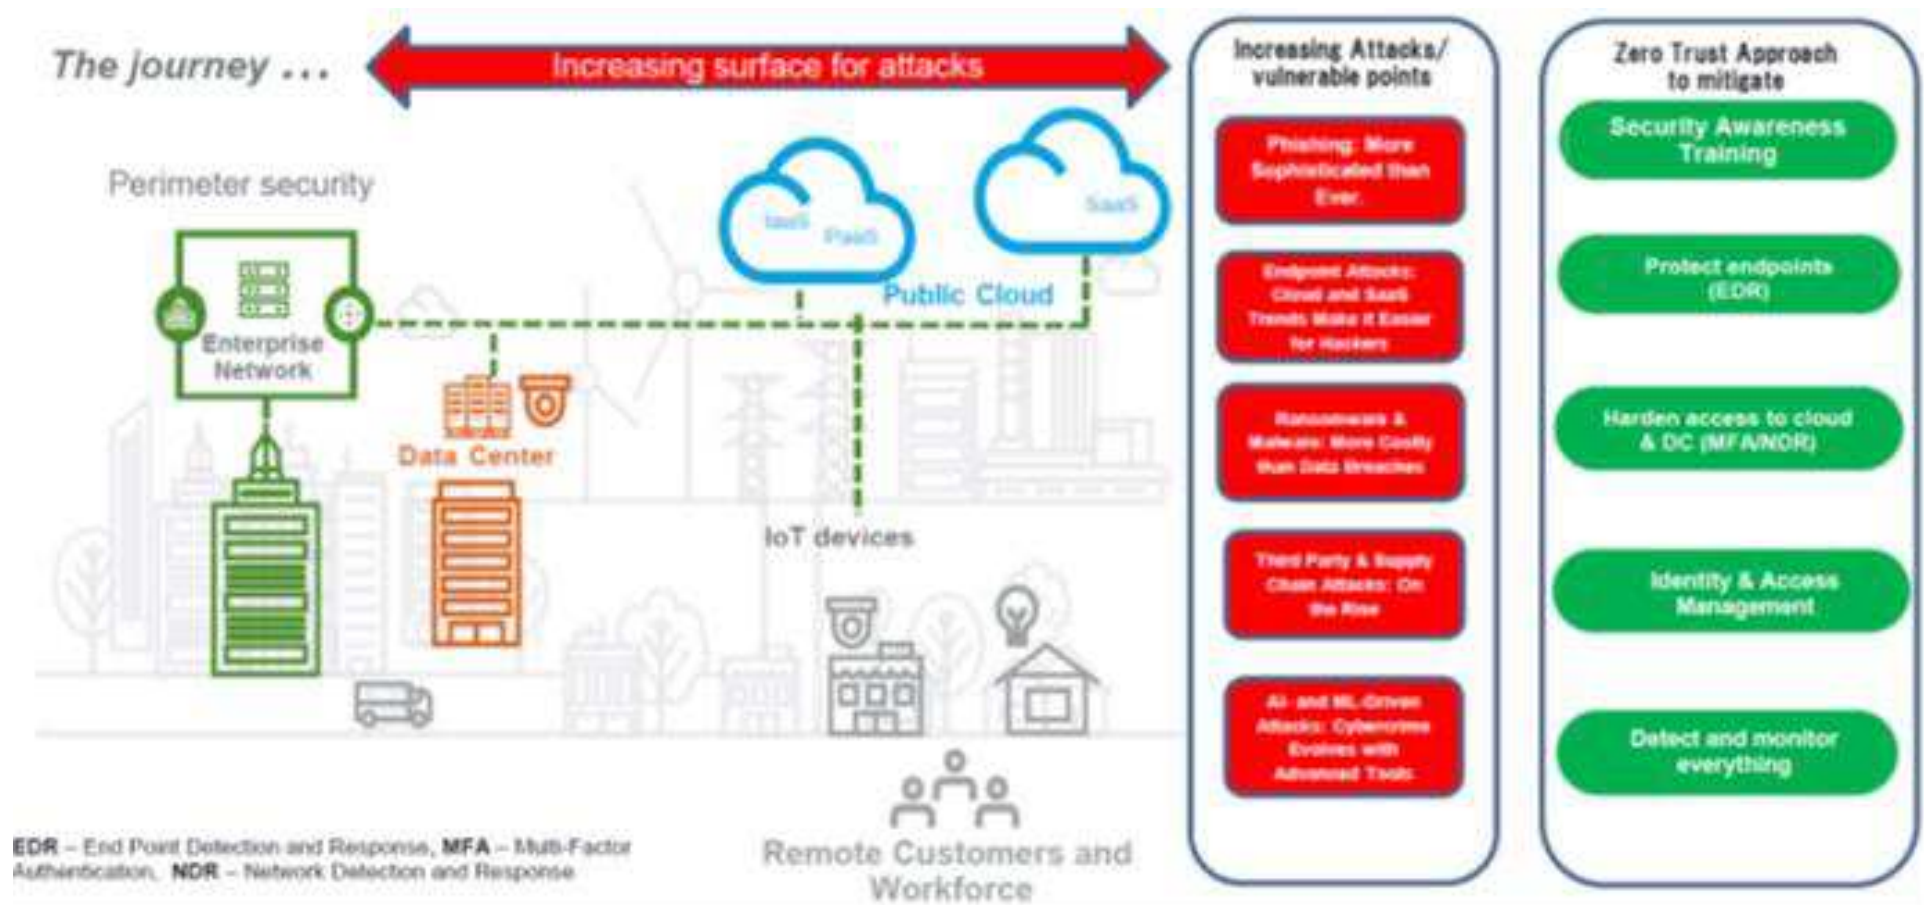 The journey ...
Increasing surface for attacks
Perimeter security
Enterprise
Network
Data Center
IaaS
PaaS
SaaS
Public Cloud
IoT devices
Remote Customers and
Workforce
EDR – End Point Detection and Response, MFA – Multi-Factor
Authentication, NDR – Network Detection and Response
Increasing Attacks/
vulnerable points
Phishing: More
Sophisticated than
Ever.
Endpoint Attacks:
Cloud and SaaS
Trends Make it Easier
for Hackers
Ransomware &
Malware: More Costly
than Data Breaches
Third Party & Supply
Chain Attacks: On
the Rise
AI- and ML-Driven
Attacks: Cybercrime
Evolves with
Advanced Tools
Zero Trust Approach
to mitigate
Security Awareness
Training
Protect endpoints
(EDR)
Harden access to cloud
& DC (MFA/NDR)
Identity & Access
Management
Detect and monitor
everything